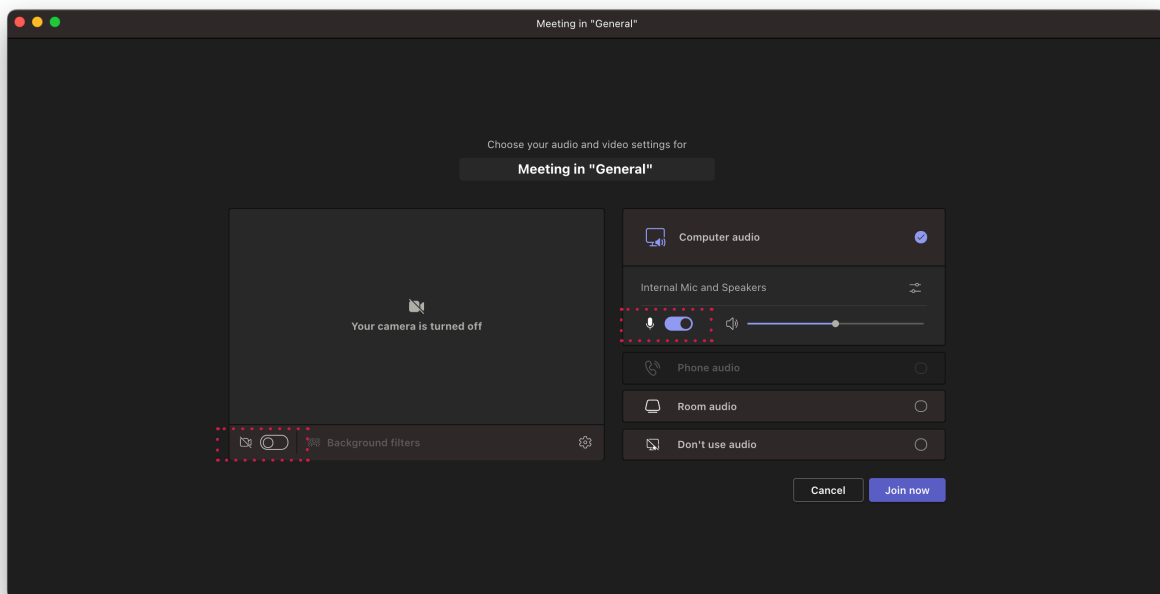 Meeting in "General"
Choose your audio and video settings for
Meeting in "General"
Your camera is turned off
Background filters
Computer audio
Internal Mic and Speakers
Phone audio
Room audio
Don't use audio
Cancel
Join now